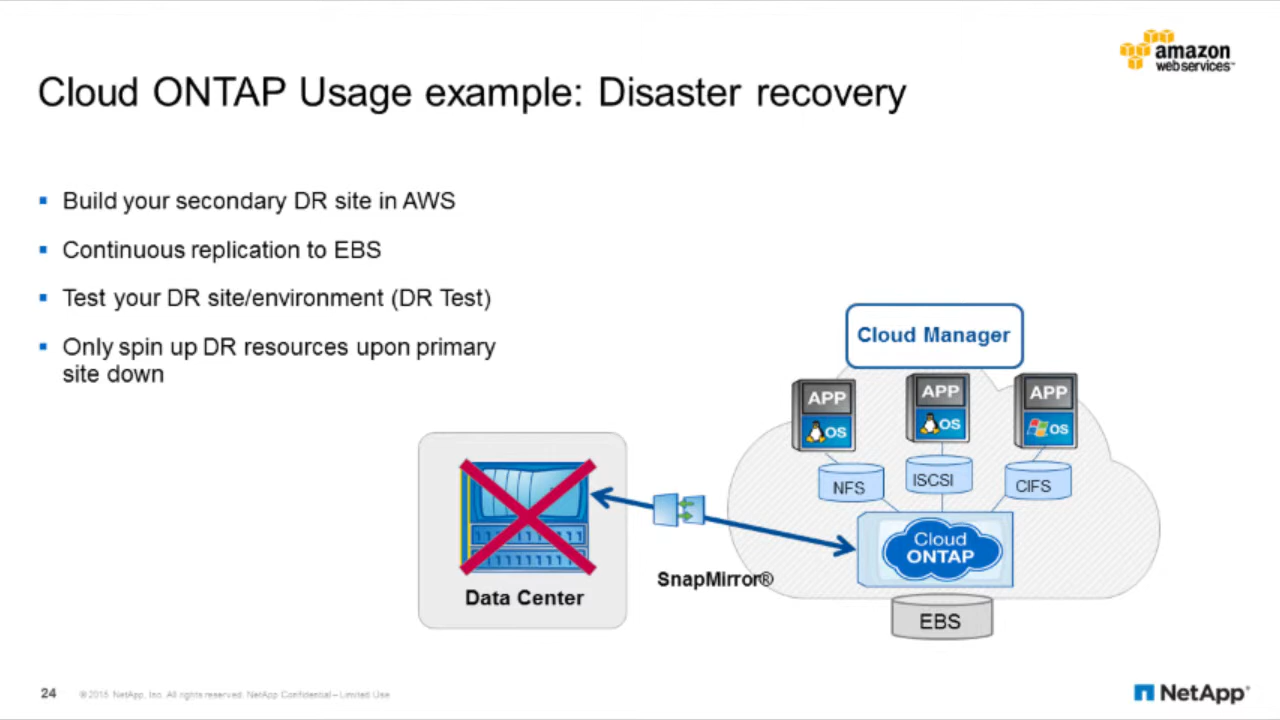 amazon
webservices™
Cloud ONTAP Usage example: Disaster recovery
▪ Build your secondary DR site in AWS
▪ Continuous replication to EBS
▪ Test your DR site/environment (DR Test)
▪ Only spin up DR resources upon primary
site down
Cloud Manager
APP
OS
APP
OS
APP
OS
NFS
ISCSI
CIFS
Cloud
ONTAP
SnapMirror®
Data Center
EBS
24
© 2015 NetApp, Inc. All rights reserved. NetApp Confidential – Limited Use
NetApp®